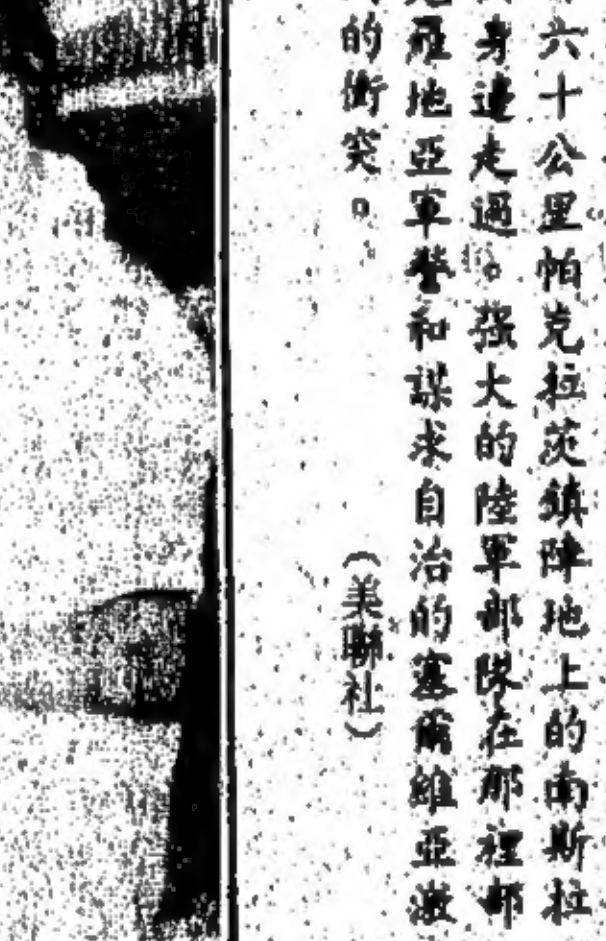 六十公里帕克拉茨鎮陣地上的南斯拉
身邊走過。强大的陸軍部隊在那裡部
羅地亞軍營和謀求自治的塞爾維亞激
的衝突。
(美聯社)